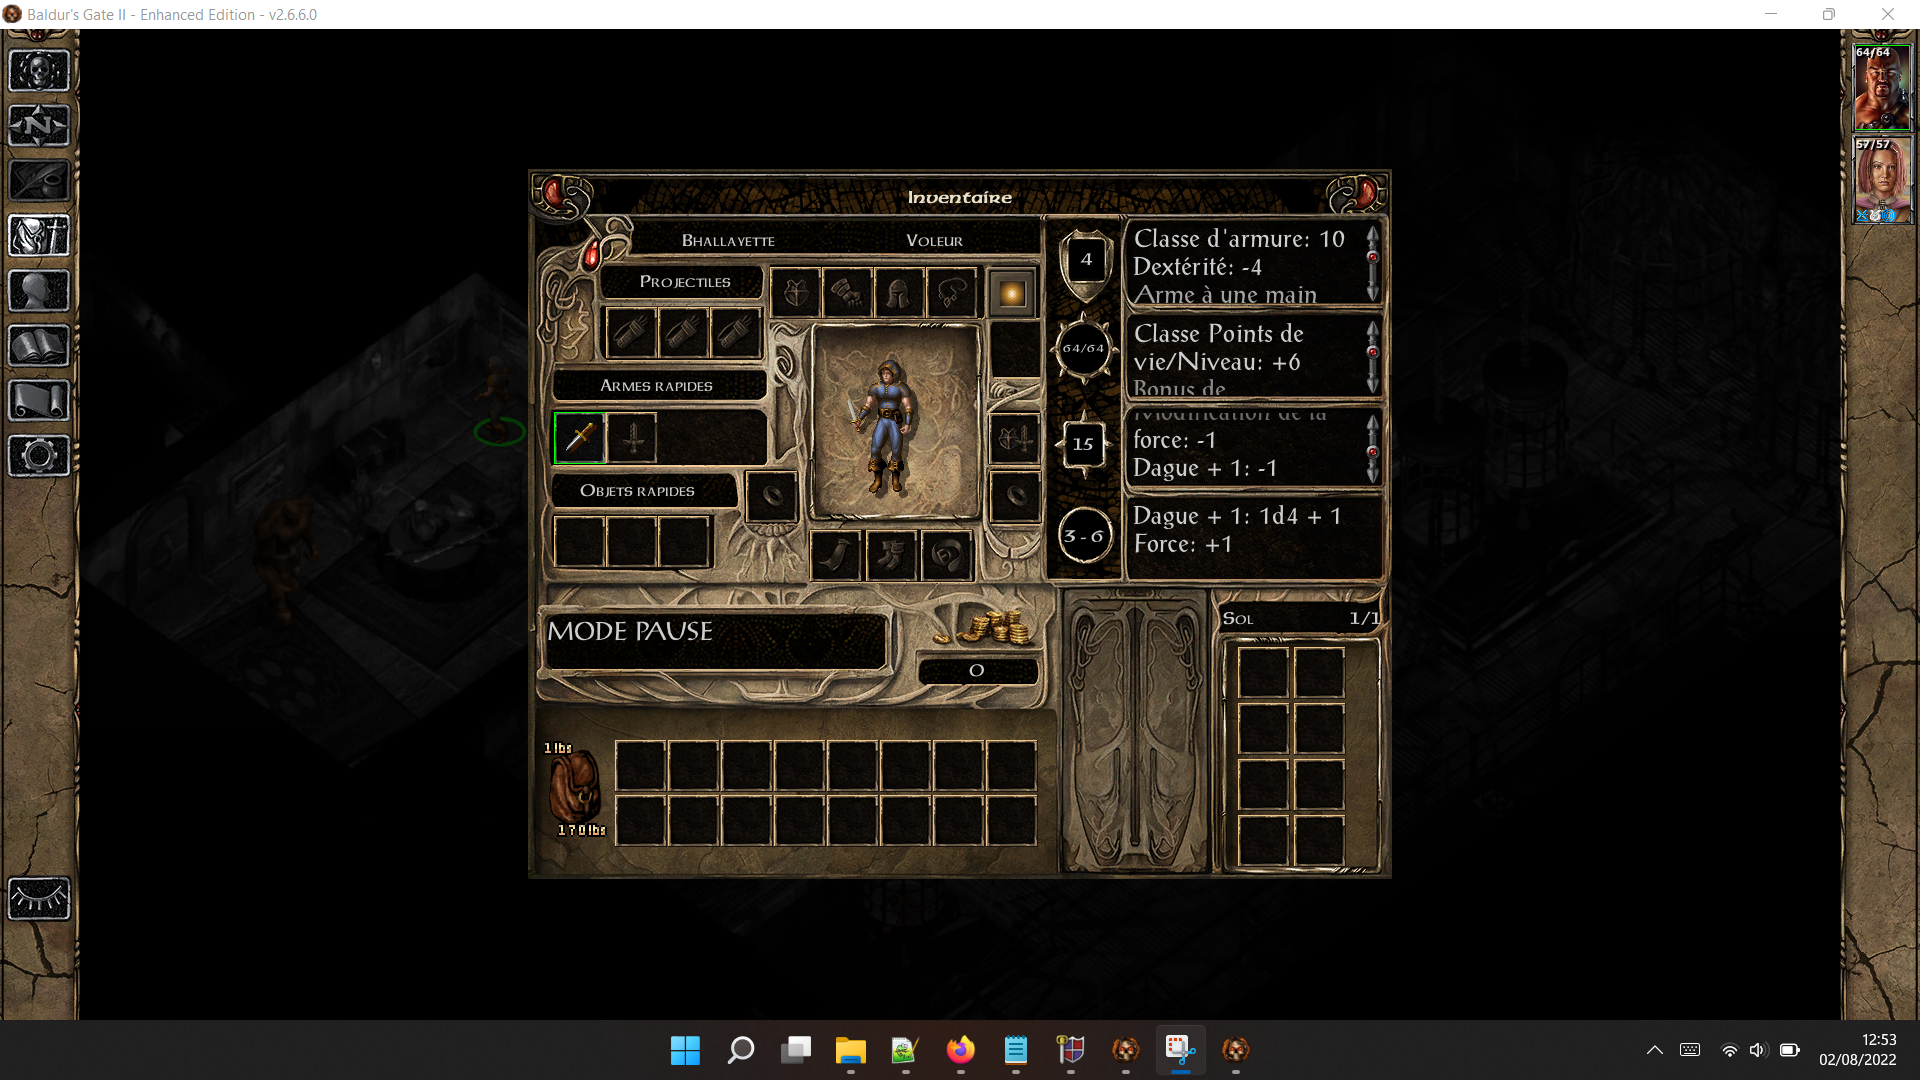 Baldur's Gate II - Enhanced Edition - v2.6.6.0
64/64
57/57
Inventaire
Bhallayette
Voleur
Projectiles
Armes rapides
Objets rapides
4
64/64
15
3-6
Classe d'armure: 10
Dextérité: -4
Arme à une main
Classe Points de
vie/Niveau: +6
Bonus de
Modification de la
force: -1
Dague + 1: -1
Dague + 1: 1d4 + 1
Force: +1
MODE PAUSE
0
Sol
1/1
1 lbs
170 lbs
N
12:53
02/08/2022